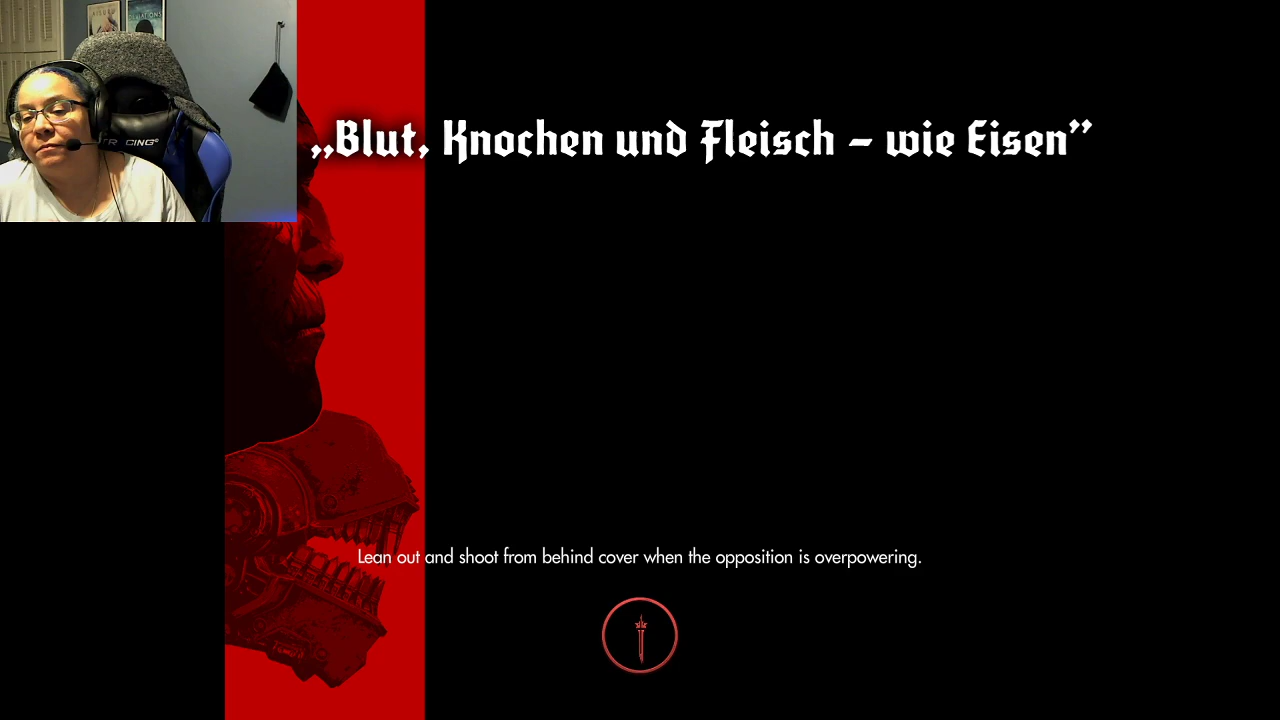 „Blut, Knochen und Fleisch – wie Eisen”
Lean out and shoot from behind cover when the opposition is overpowering.